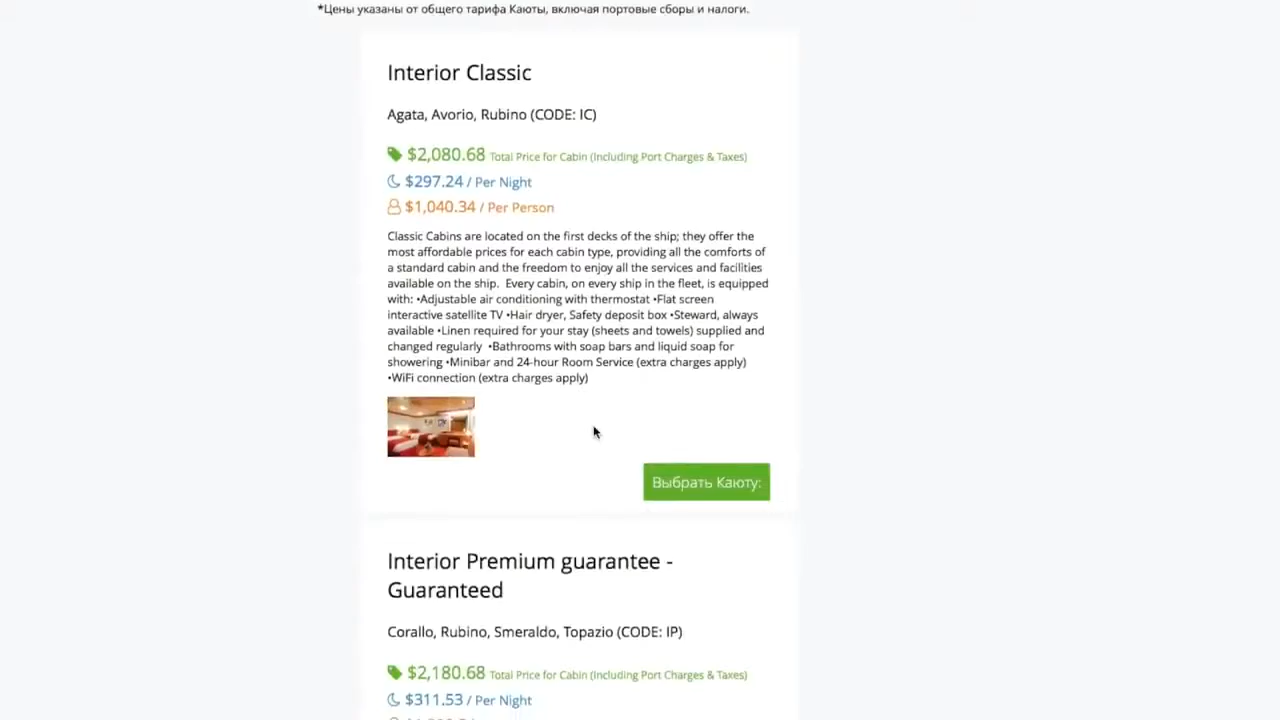 *Цены указаны от общего тарифа Каюты, включая портовые сборы и налоги.
Interior Classic
Agata, Avorio, Rubino (CODE: IC)
$2,080.68 Total Price for Cabin (Including Port Charges & Taxes)
$297.24 / Per Night
$1,040.34 / Per Person
Classic Cabins are located on the first decks of the ship; they offer the
most affordable prices for each cabin type, providing all the comforts of
a standard cabin and the freedom to enjoy all the services and facilities
available on the ship.  Every cabin, on every ship in the fleet, is equipped
with: •Adjustable air conditioning with thermostat •Flat screen
interactive satellite TV •Hair dryer, Safety deposit box •Steward, always
available •Linen required for your stay (sheets and towels) supplied and
changed regularly  •Bathrooms with soap bars and liquid soap for
showering •Minibar and 24-hour Room Service (extra charges apply)
•WiFi connection (extra charges apply)
Выбрать Каюту:
Interior Premium guarantee -
Guaranteed
Corallo, Rubino, Smeraldo, Topazio (CODE: IP)
$2,180.68 Total Price for Cabin (Including Port Charges & Taxes)
$311.53 / Per Night